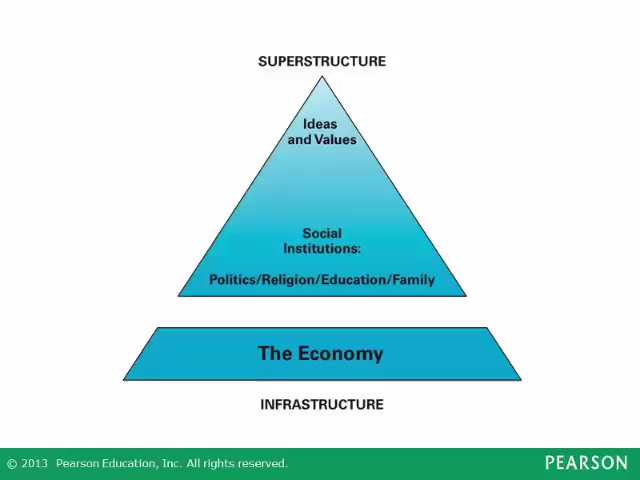 SUPERSTRUCTURE
Ideas
and Values
Social
Institutions:
Politics/Religion/Education/Family
The Economy
INFRASTRUCTURE
© 2013 Pearson Education, Inc. All rights reserved.
PEARSON